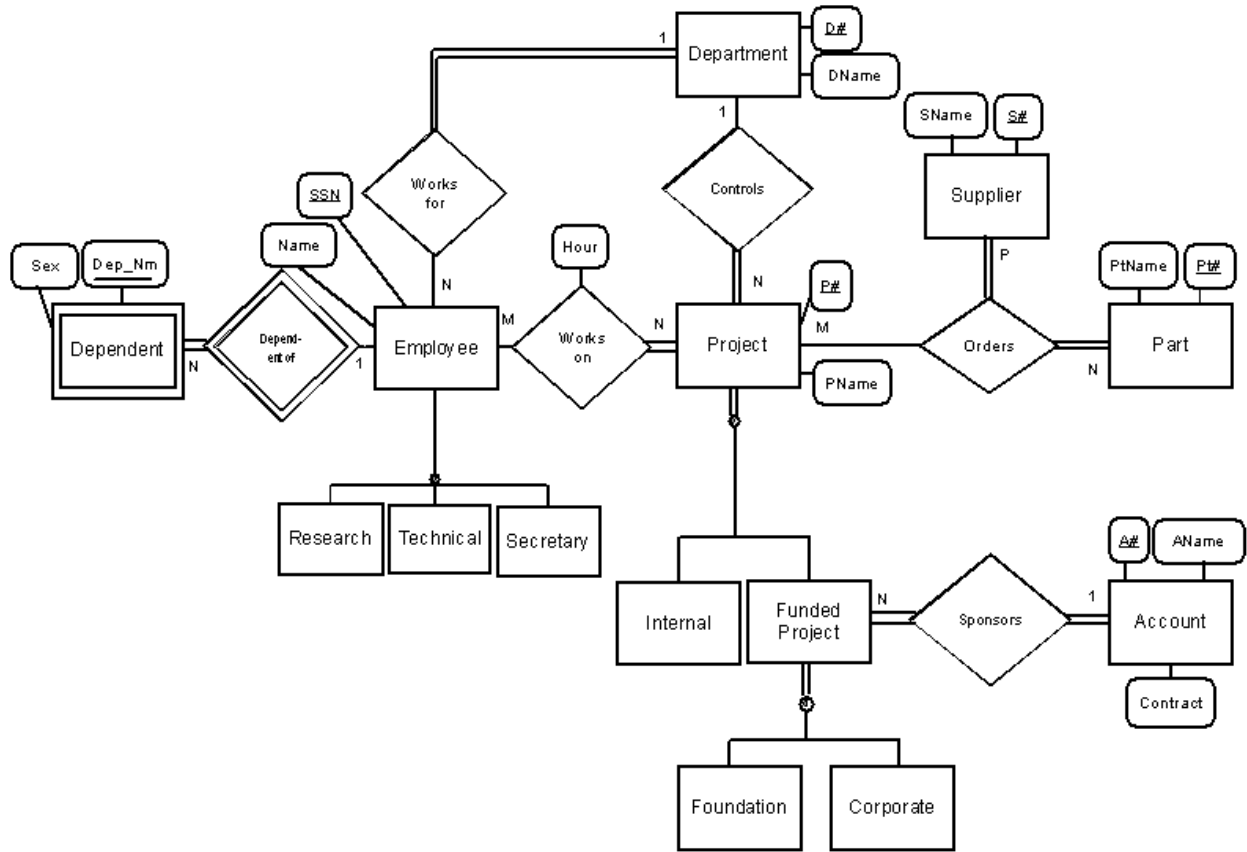 D#
1
Department
DName
1
SName
S#
Works
for
SSN
Controls
Supplier
Name
Hour
P
Sex
Dep_Nm
N
N
P#
PtName
Pt#
M
N
M
Dependent
Depend-
ent of
Employee
Works
on
Project
Orders
Part
N
1
PName
N
Research
Technical
Secretary
A#
AName
Internal
Funded
Project
N
Sponsors
1
Account
Contract
Foundation
Corporate